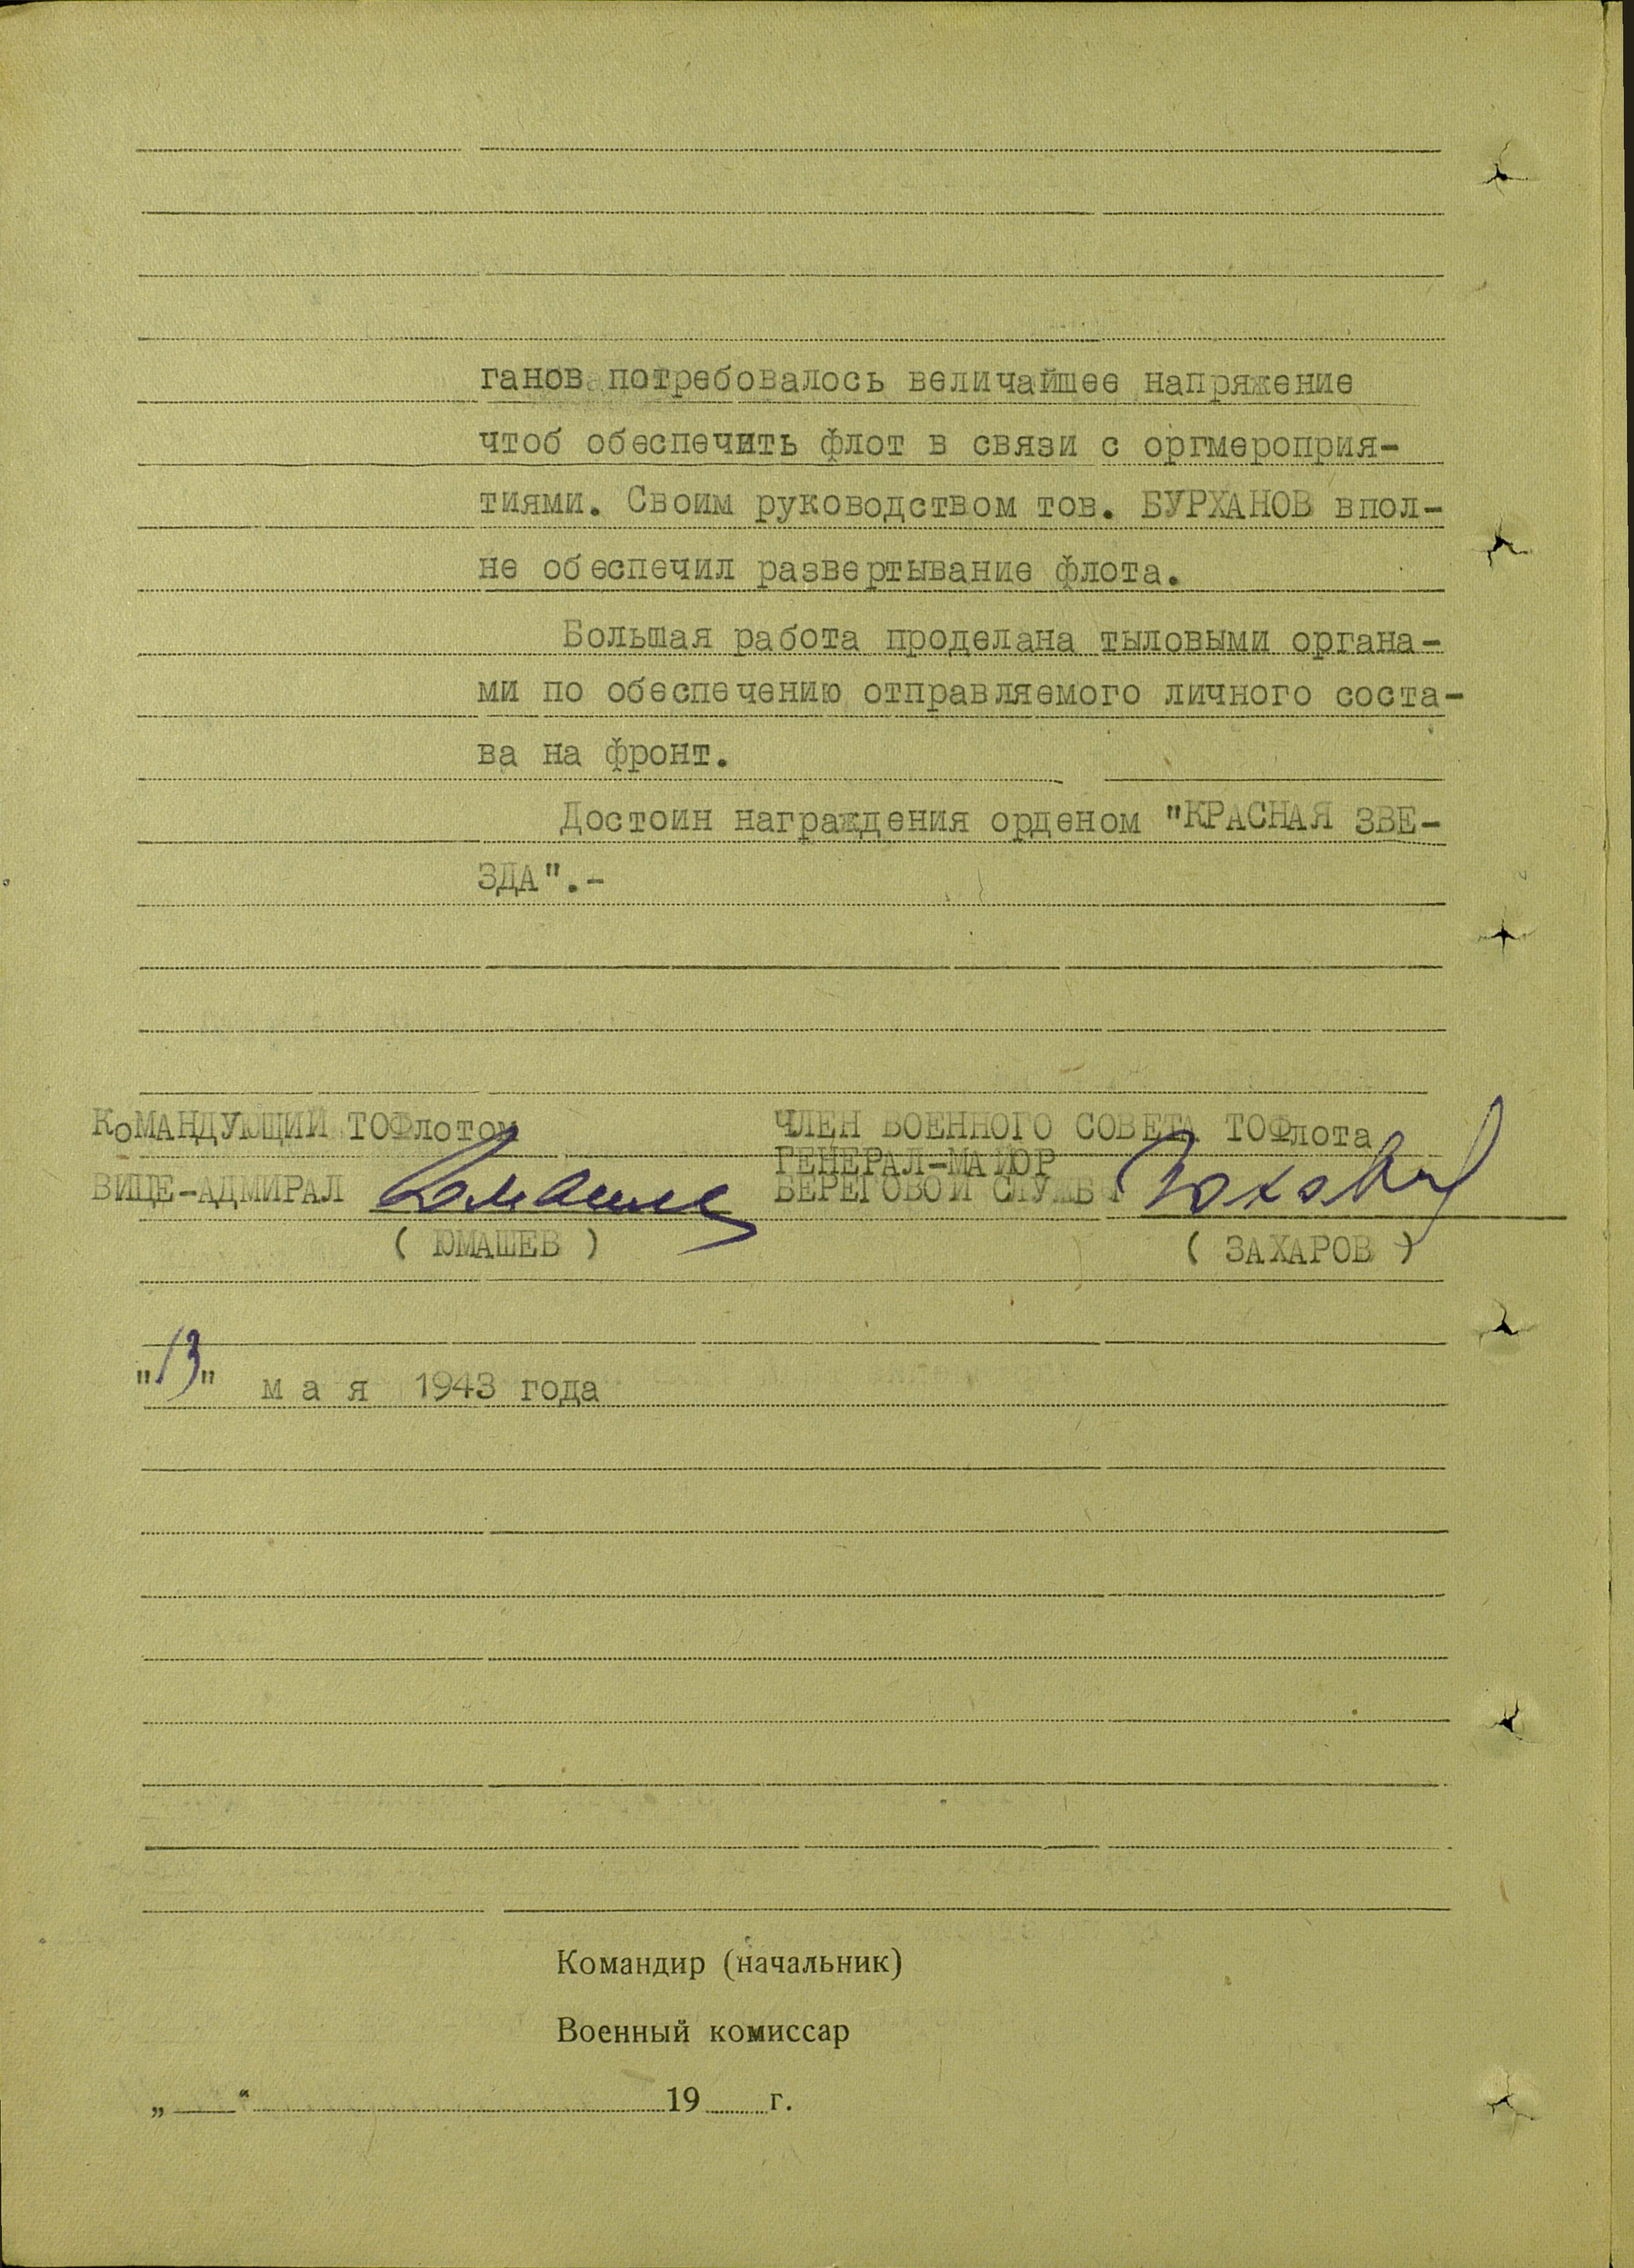 ганов потребовалось величайшее напряжение
чтоб обеспечить флот в связи с оргмероприя-
тиями. Своим руководством тов. БУРХАНОВ впол-
не обеспечил развертывание флота.
Большая работа проделана тыловыми органа-
ми по обеспечению отправляемого личного соста-
ва на фронт.
Достоин награждения орденом "КРАСНАЯ ЗВЕ-
ЗДА".-
КоМАНДУЮЩИЙ ТОФлотом
ВИЦЕ-АДМИРАЛ
( ЮМАШЕВ )
ЧЛЕН ВОЕННОГО СОВЕТА ТОФлота
ГЕНЕРАЛ-МАЙОР
БЕРЕГОВОЙ СЛУЖБЫ
( ЗАХАРОВ )
"13" мая 1943 года
Командир (начальник)
Военный комиссар
„ “ 19 г.